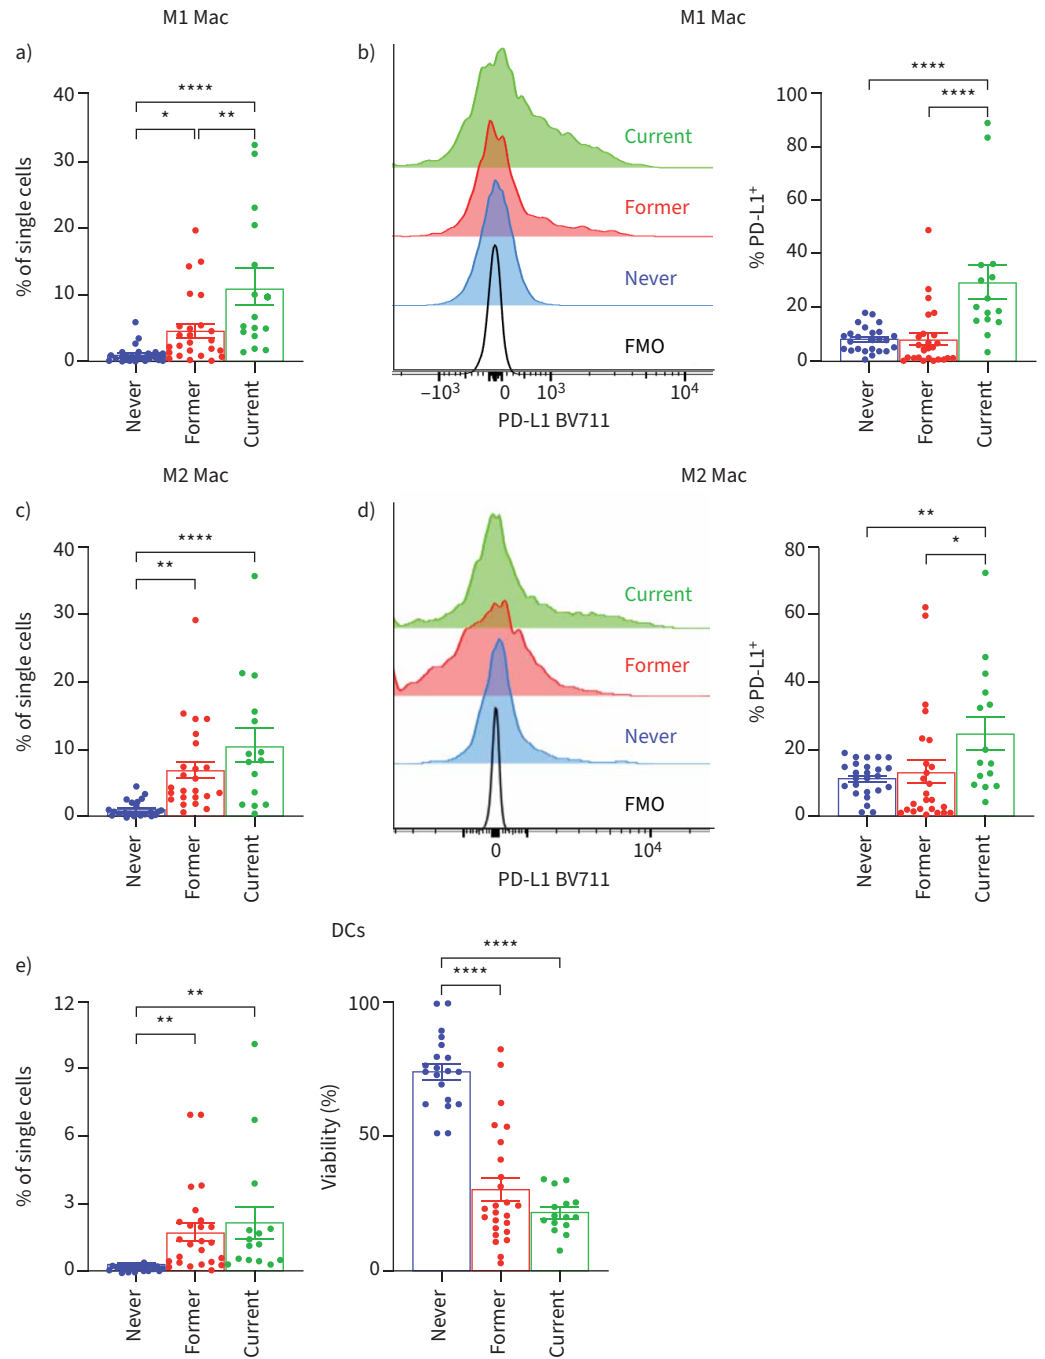 M1 Mac
M1 Mac
a)
b)
% of single cells
40
30
20
10
0
****
*
**
Never
Former
Current
Current
Former
Never
FMO
–10³
0
10³
10⁴
PD-L1 BV711
% PD-L1⁺
100
80
60
40
20
0
****
****
Never
Former
Current
M2 Mac
M2 Mac
c)
d)
% of single cells
40
30
20
10
0
****
**
Never
Former
Current
Current
Former
Never
FMO
0
10⁴
PD-L1 BV711
% PD-L1⁺
80
60
40
20
0
**
*
Never
Former
Current
DCs
e)
% of single cells
12
9
6
3
0
**
**
Never
Former
Current
Viability (%)
100
50
0
****
****
Never
Former
Current